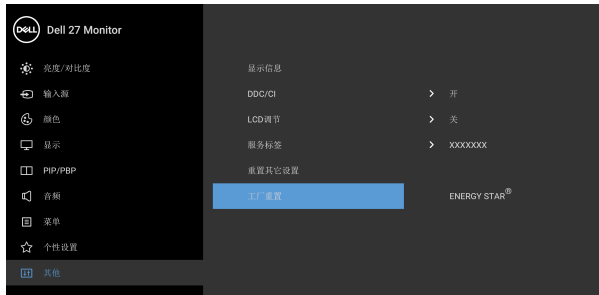 DELL Dell 27 Monitor
亮度/对比度
输入源
颜色
显示
PIP/PBP
音频
菜单
个性设置
其他
显示信息
DDC/CI 开
LCD调节 关
服务标签 XXXXXXX
重置其它设置
工厂重置 ENERGY STAR®